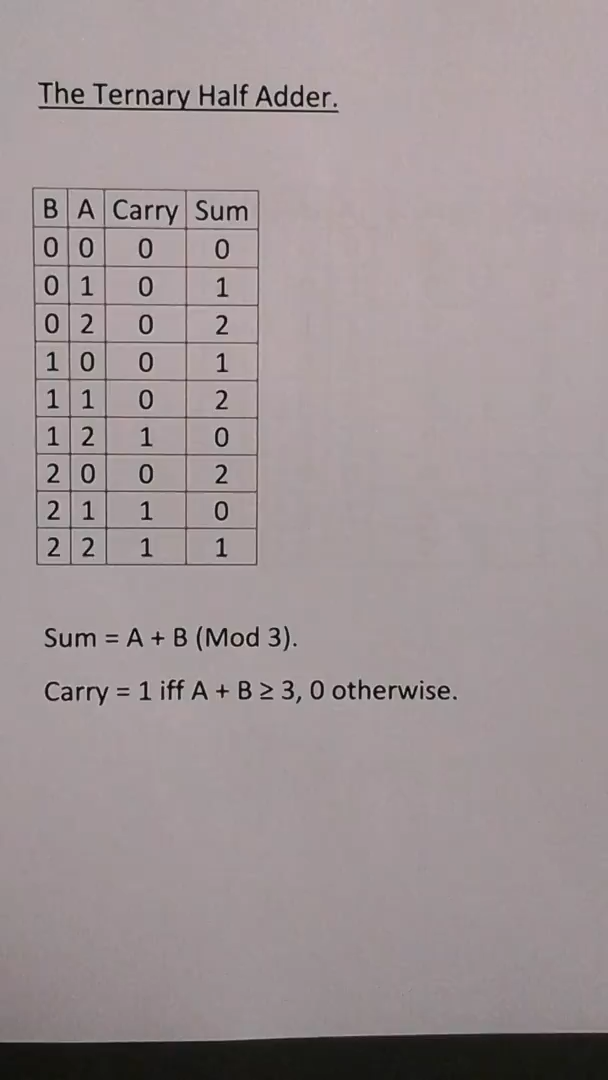 The Ternary Half Adder.
B A Carry Sum
0 0 0 0
0 1 0 1
0 2 0 2
1 0 0 1
1 1 0 2
1 2 1 0
2 0 0 2
2 1 1 0
2 2 1 1
Sum = A + B (Mod 3).
Carry = 1 iff A + B ≥ 3, 0 otherwise.